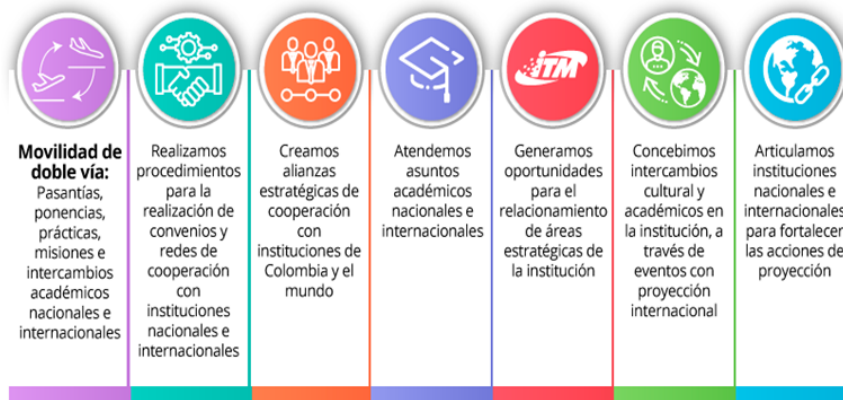 iTM
Movilidad de
doble vía:
Pasantías,
ponencias,
prácticas,
misiones e
intercambios
académicos
nacionales e
internacionales
Realizamos
procedimientos
para la
realización de
convenios y
redes de
cooperación
con
instituciones
nacionales e
internacionales
Creamos
alianzas
estratégicas de
cooperación
con
instituciones de
Colombia y el
mundo
Atendemos
asuntos
académicos
nacionales e
internacionales
Generamos
oportunidades
para el
relacionamiento
de áreas
estratégicas de
la institución
Concebimos
intercambios
cultural y
académicos en
la institución, a
través de
eventos con
proyección
internacional
Articulamos
instituciones
nacionales e
internacionales
para fortalecer
las acciones de
proyección